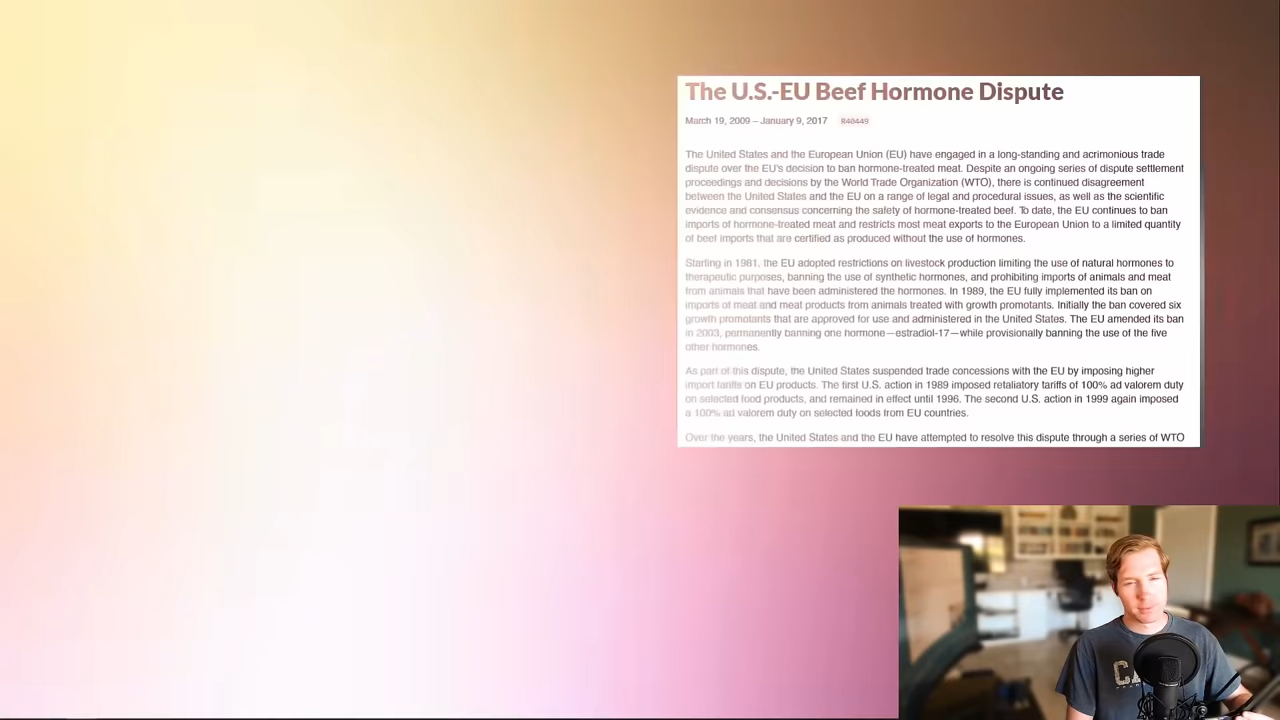 The U.S.-EU Beef Hormone Dispute
March 19, 2009 – January 9, 2017 R40449
The United States and the European Union (EU) have engaged in a long-standing and acrimonious trade
dispute over the EU's decision to ban hormone-treated meat. Despite an ongoing series of dispute settlement
proceedings and decisions by the World Trade Organization (WTO), there is continued disagreement
between the United States and the EU on a range of legal and procedural issues, as well as the scientific
evidence and consensus concerning the safety of hormone-treated beef. To date, the EU continues to ban
imports of hormone-treated meat and restricts most meat exports to the European Union to a limited quantity
of beef imports that are certified as produced without the use of hormones.
Starting in 1981, the EU adopted restrictions on livestock production limiting the use of natural hormones to
therapeutic purposes, banning the use of synthetic hormones, and prohibiting imports of animals and meat
from animals that have been administered the hormones. In 1989, the EU fully implemented its ban on
imports of meat and meat products from animals treated with growth promotants. Initially the ban covered six
growth promotants that are approved for use and administered in the United States. The EU amended its ban
in 2003, permanently banning one hormone—estradiol-17—while provisionally banning the use of the five
other hormones.
As part of this dispute, the United States suspended trade concessions with the EU by imposing higher
import tariffs on EU products. The first U.S. action in 1989 imposed retaliatory tariffs of 100% ad valorem duty
on selected food products, and remained in effect until 1996. The second U.S. action in 1999 again imposed
a 100% ad valorem duty on selected foods from EU countries.
Over the years, the United States and the EU have attempted to resolve this dispute through a series of WTO